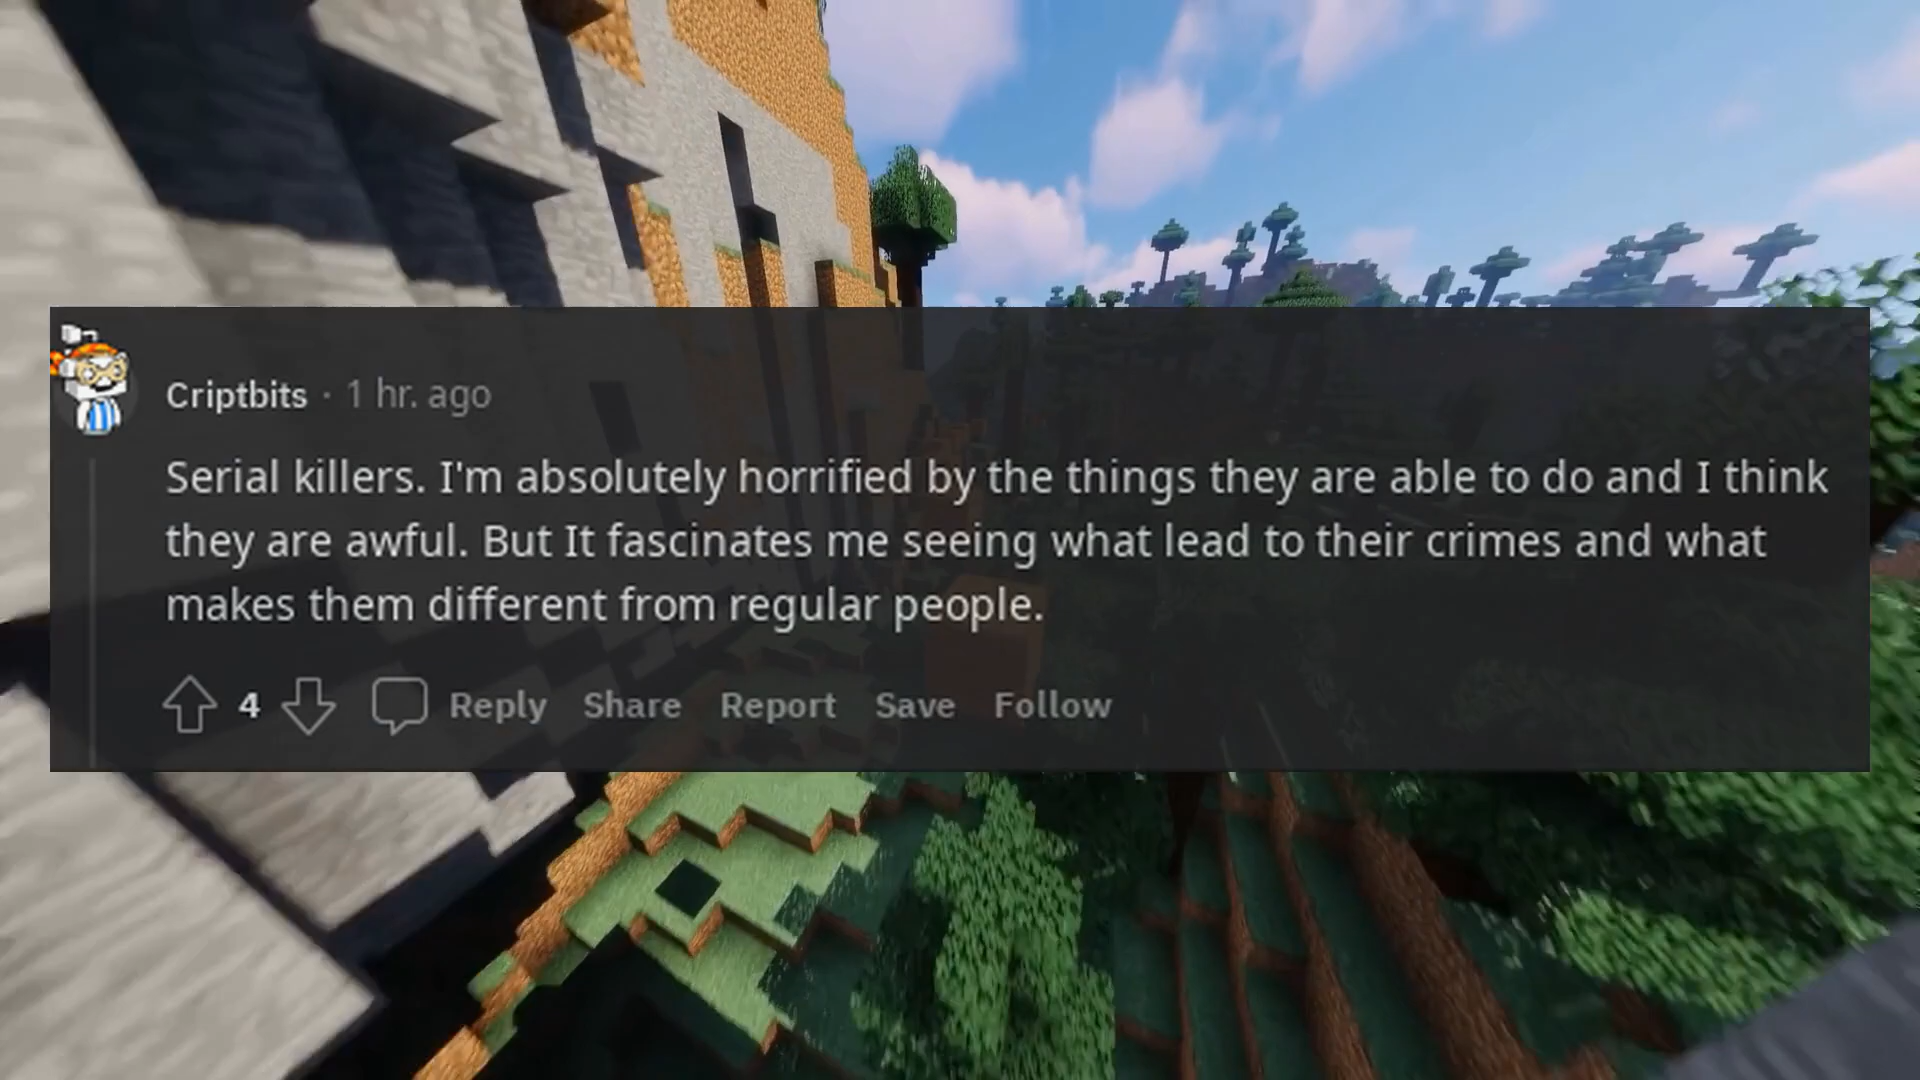 Criptbits · 1 hr. ago
Serial killers. I'm absolutely horrified by the things they are able to do and I think
they are awful. But It fascinates me seeing what lead to their crimes and what
makes them different from regular people.
4 Reply Share Report Save Follow